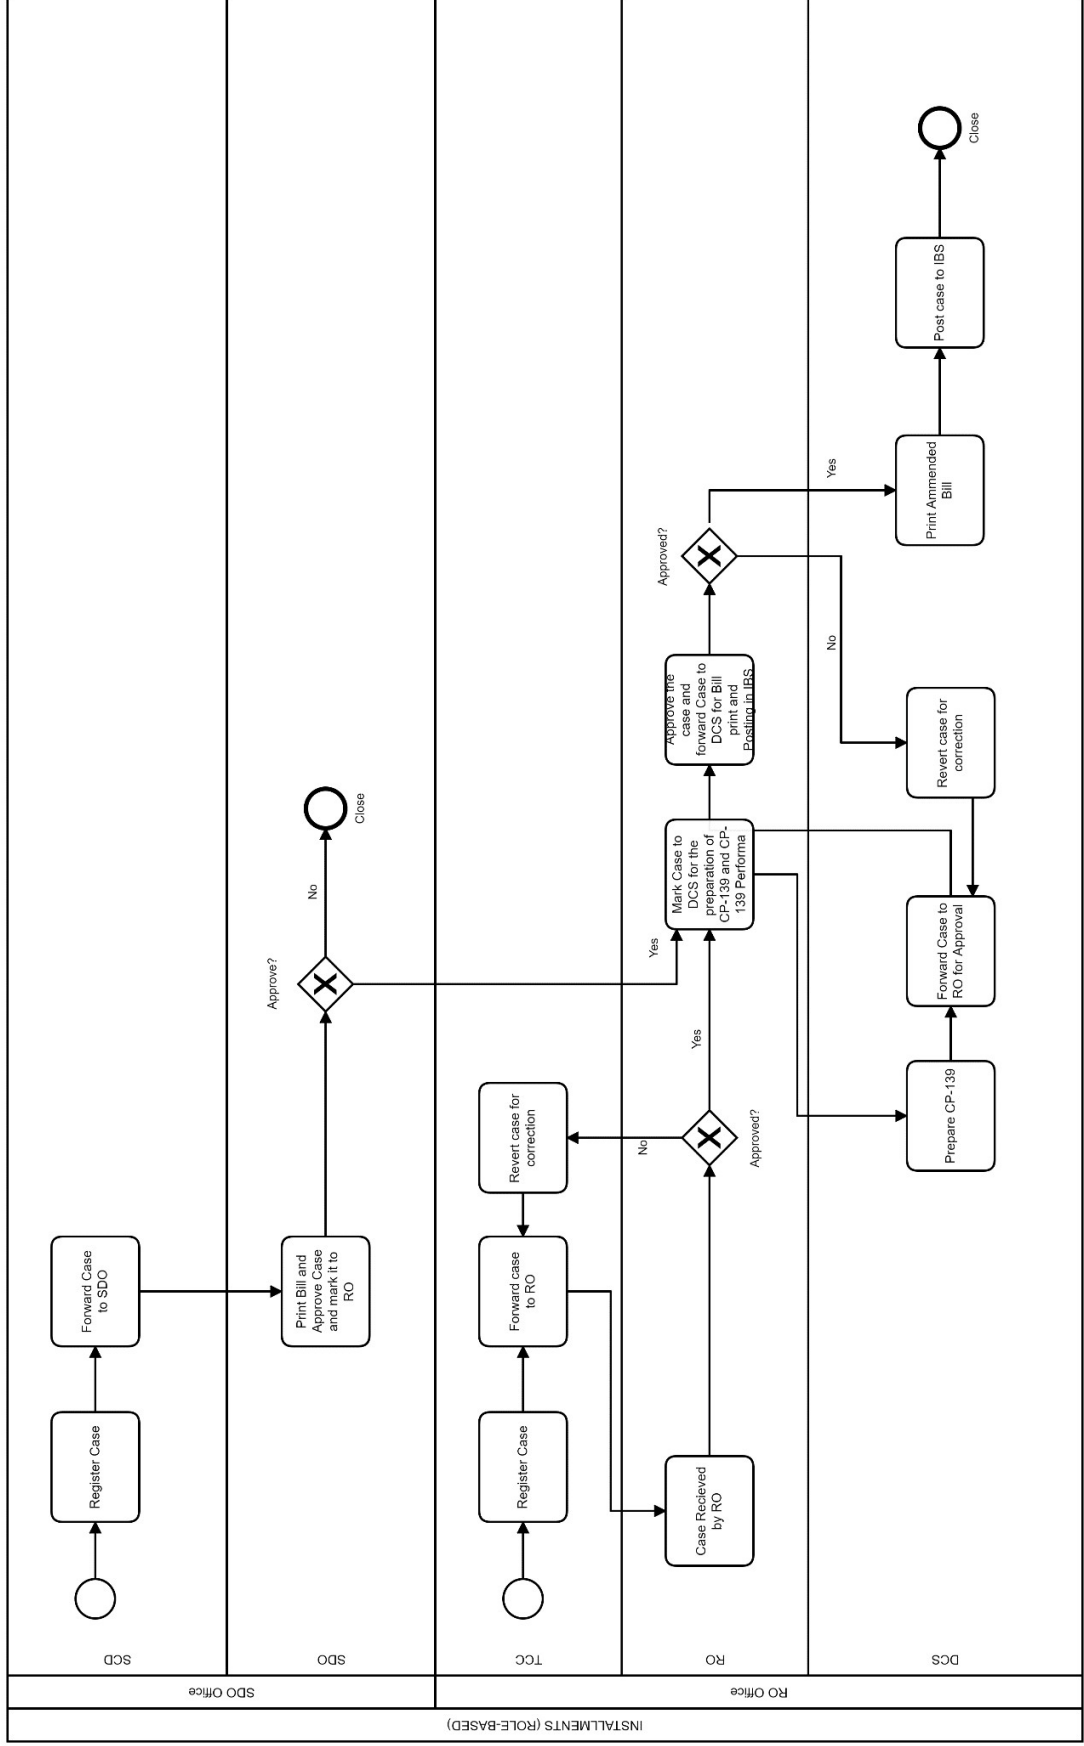 INSTALLMENTS (ROLE-BASED)
SDO Office
SCD
Register Case
Forward Case
to SDO
SDO
Print Bill and
Approve Case
and mark it to
RO
Approve?
No
Close
Yes
RO Office
TCC
Register Case
Forward case
to RO
Revert case for
correction
RO
Case Recieved
by RO
Approved?
No
Yes
Mark Case to
DCS for the
preparation of
CP-139 and CP-
139 Performa
Approve the
case and
forward Case to
DCS for Bill
print and
Posting in IBS
Approved?
No
Yes
DCS
Prepare CP-139
Forward Case to
RO for Approval
Revert case for
correction
Print Ammended
Bill
Post case to IBS
Close